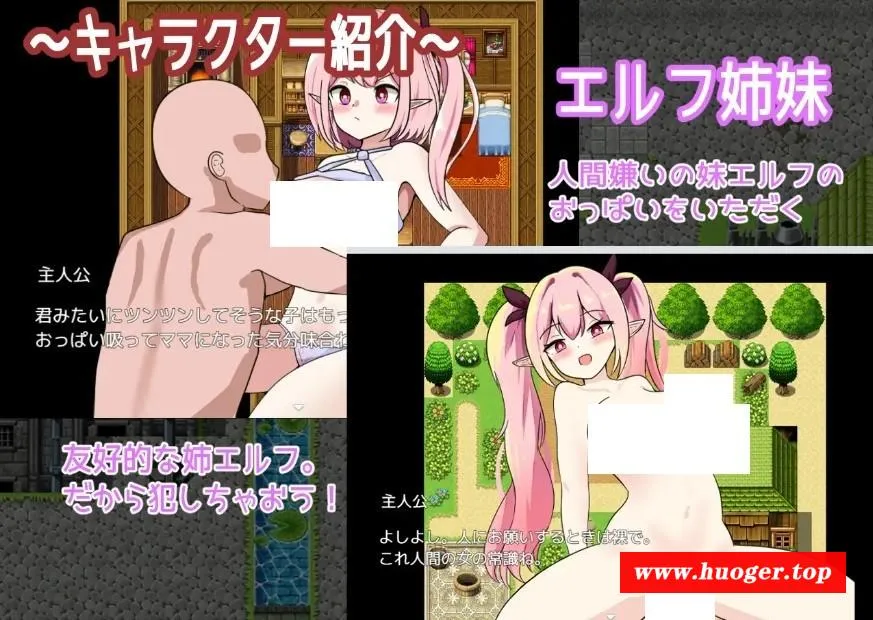 ～キャラクター紹介～
エルフ姉妹
人間嫌いの妹エルフの
おっぱいをいただく
主人公
君みたいにツンツンしてそうな子はもっ
おっぱい吸ってママになった気分味合わ
友好的な姉エルフ。
だから犯しちゃおう！
主人公
よしよし。人にお願いするときは裸で。
これ人間の女の常識ね。
www.huoger.top